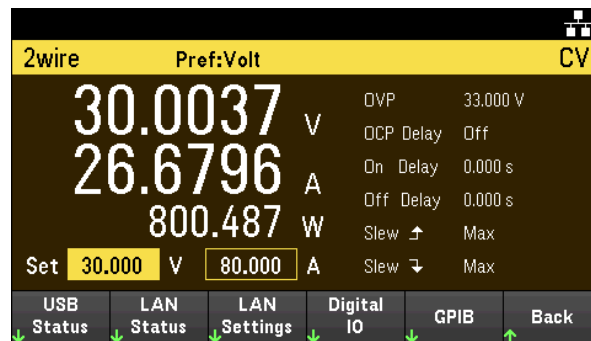 2wire Pref:Volt CV
30.0037 V OVP 33.000 V
OCP Delay Off
26.6796 A On Delay 0.000 s
Off Delay 0.000 s
800.487 W Slew Max
Set 30.000 V 80.000 A Slew Max
USB Status LAN Status LAN Settings Digital IO GPIB Back